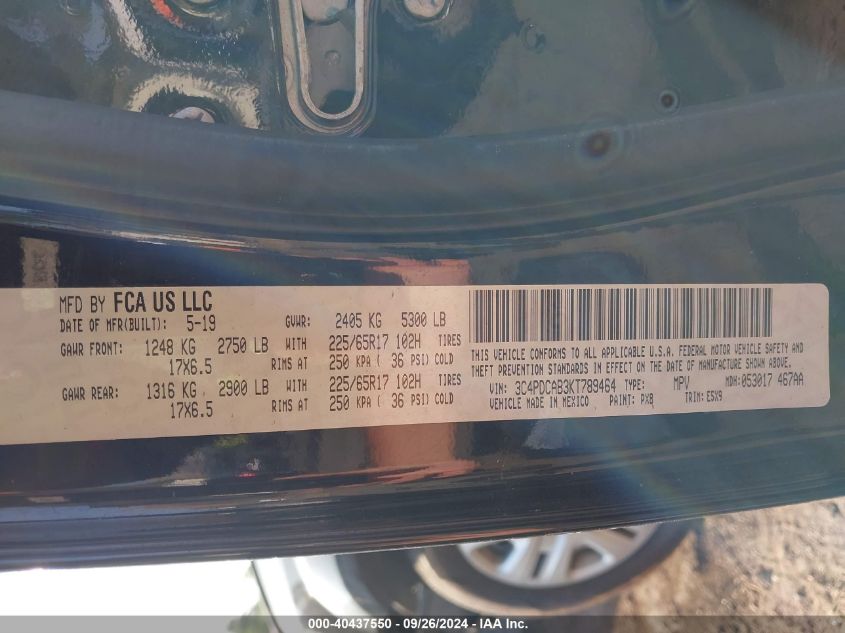 MFD BY FCA US LLC
DATE OF MFR(BUILT): 5-19 GVWR: 2405 KG 5300 LB
GAWR FRONT: 1248 KG 2750 LB WITH 225/65R17 102H TIRES
17X6.5 RIMS AT 250 KPA ( 36 PSI) COLD
GAWR REAR: 1316 KG 2900 LB WITH 225/65R17 102H TIRES
17X6.5 RIMS AT 250 KPA ( 36 PSI) COLD
THIS VEHICLE CONFORMS TO ALL APPLICABLE U.S.A. FEDERAL MOTOR VEHICLE SAFETY AND
THEFT PREVENTION STANDARDS IN EFFECT ON THE DATE OF MANUFACTURE SHOWN ABOVE.
VIN: 3C4PDCAB3KT789464 TYPE: MPV MDH: 053017 467AA
VEHICLE MADE IN MEXICO PAINT: PX8 TRIM: ESX9
000-40437550 - 09/26/2024 - IAA Inc.